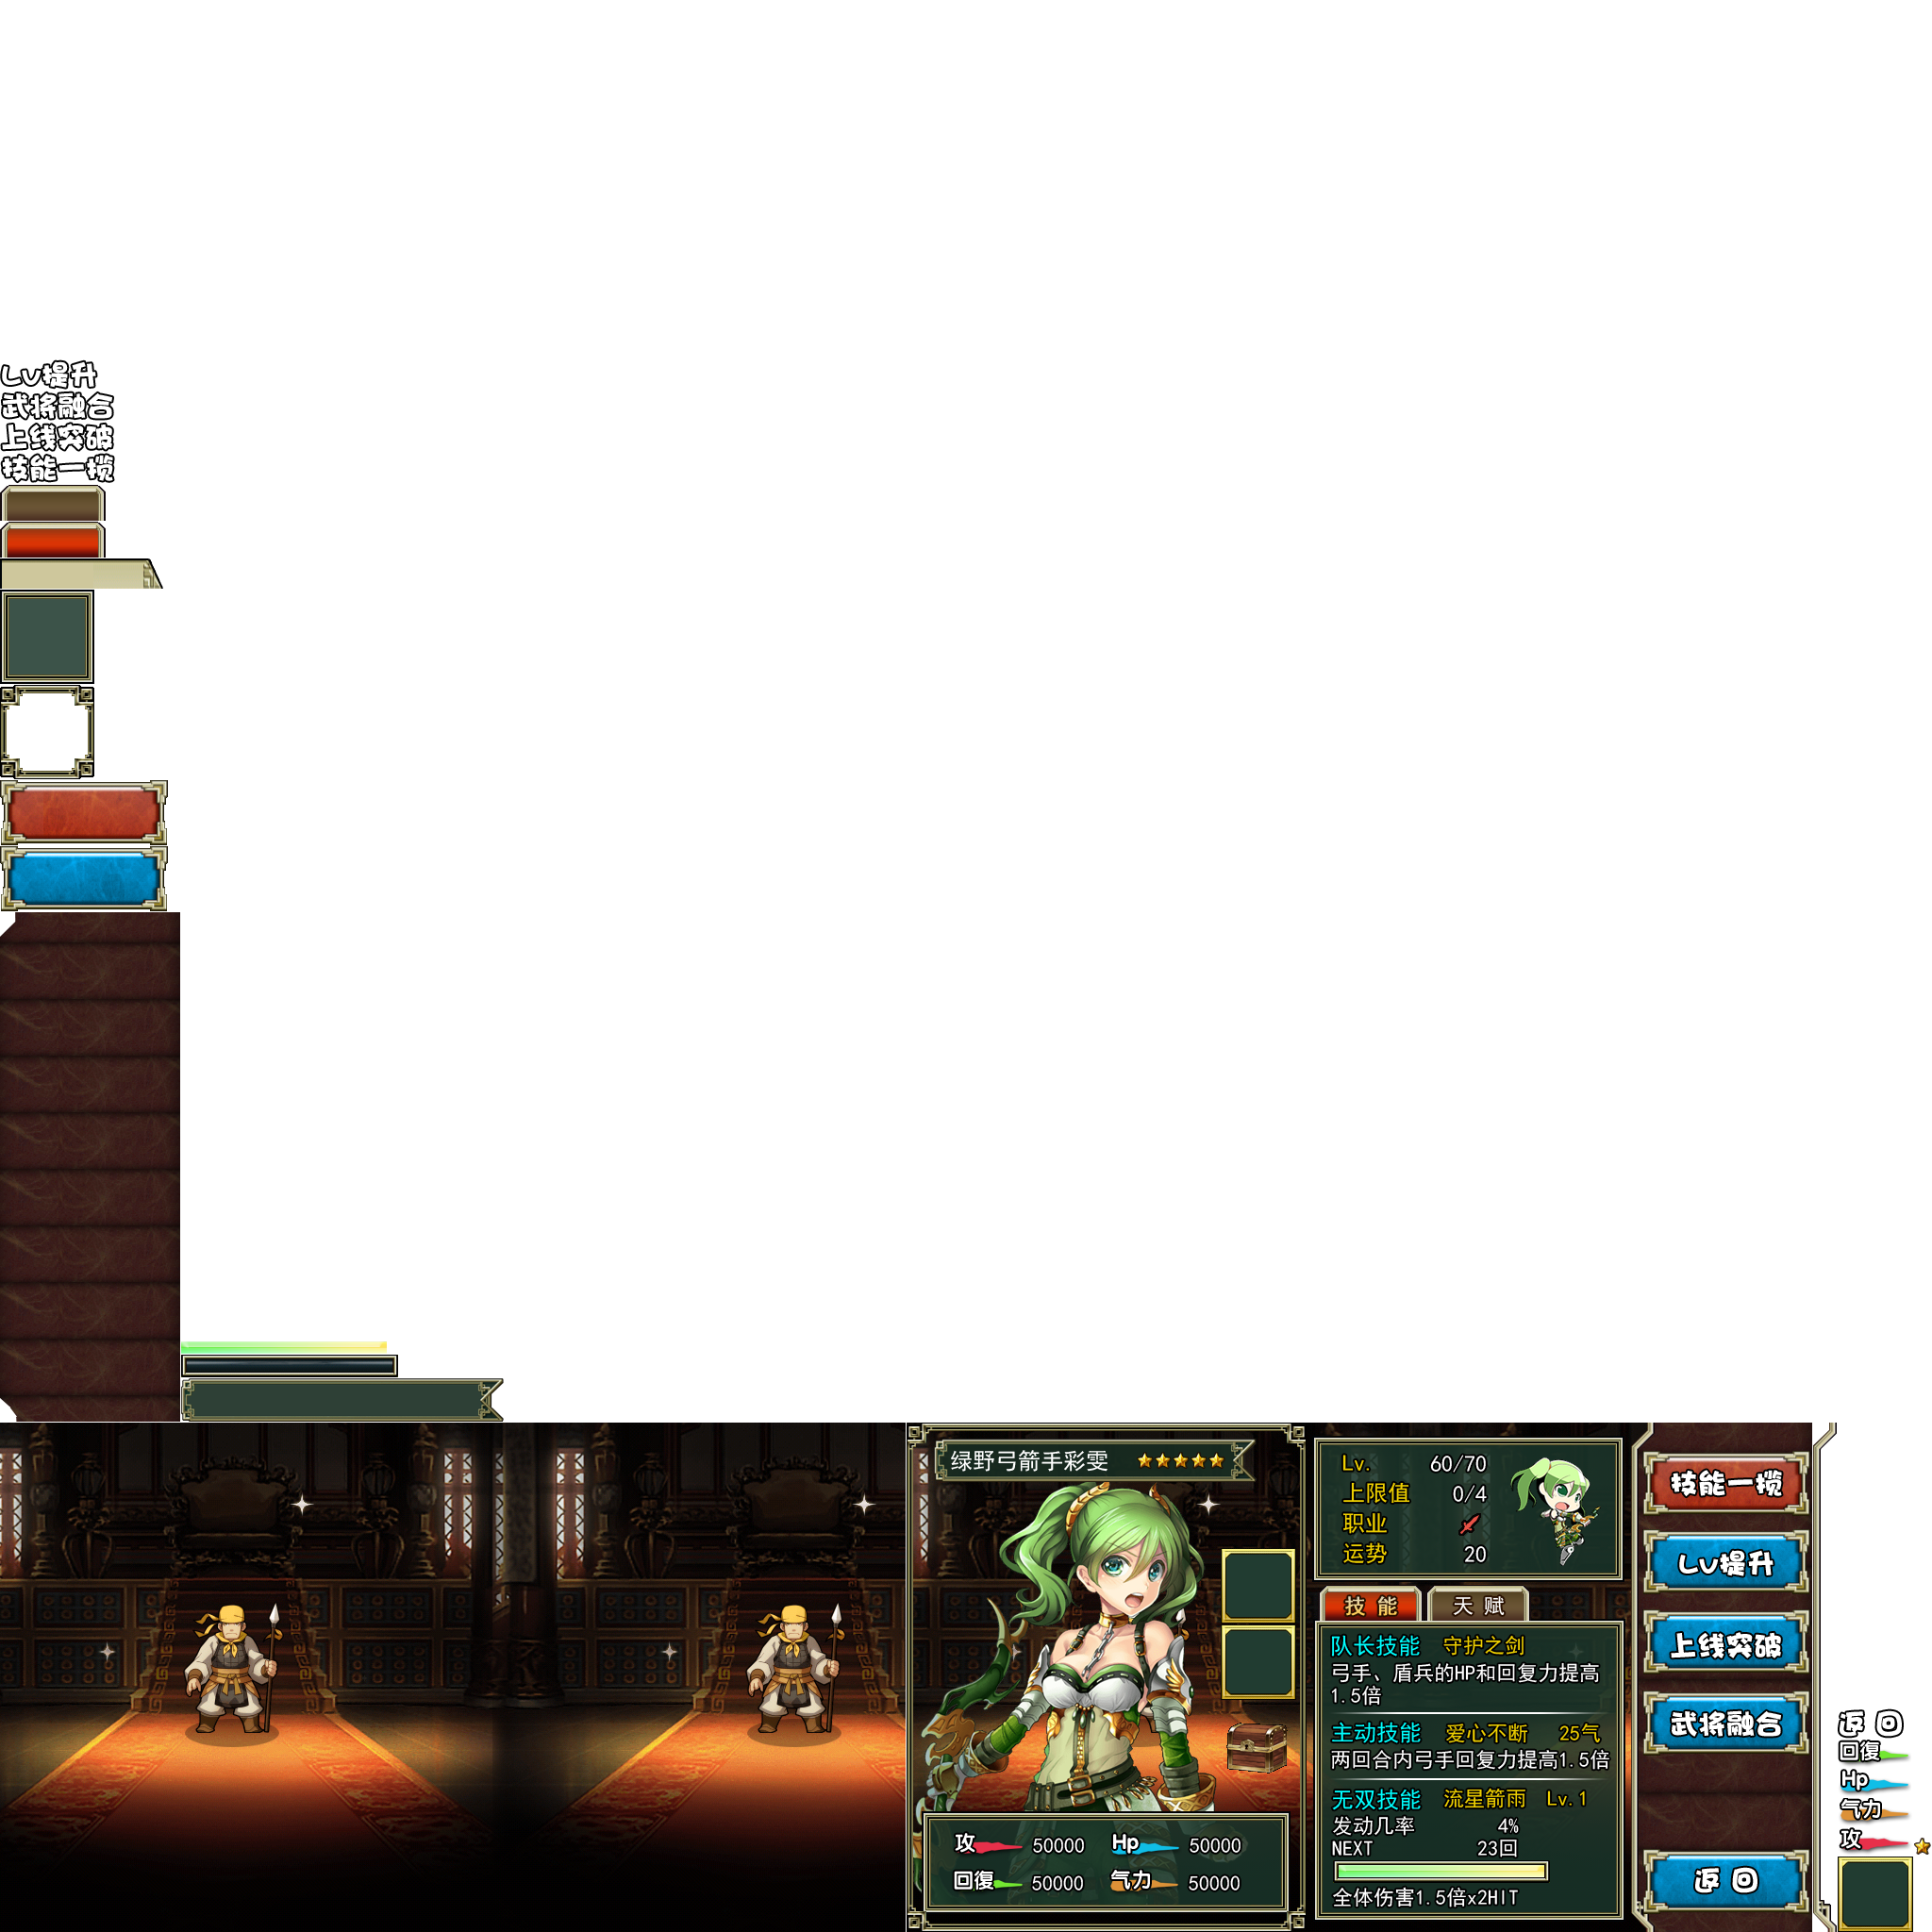 Lv提升
武将融合
上线突破
技能一揽
绿野弓箭手彩雯
攻 50000 Hp 50000
回復 50000 气力 50000
Lv. 60/70
上限值 0/4
职业
运势 20
技 能 天 赋
队长技能 守护之剑
弓手、盾兵的HP和回复力提高
1.5倍
主动技能 爱心不断 25气
两回合内弓手回复力提高1.5倍
无双技能 流星箭雨 Lv.1
发动几率 4%
NEXT 23回
全体伤害1.5倍x2HIT
技能一揽
Lv提升
上线突破
武将融合
返 回
返 回
回復
Hp
气力
攻